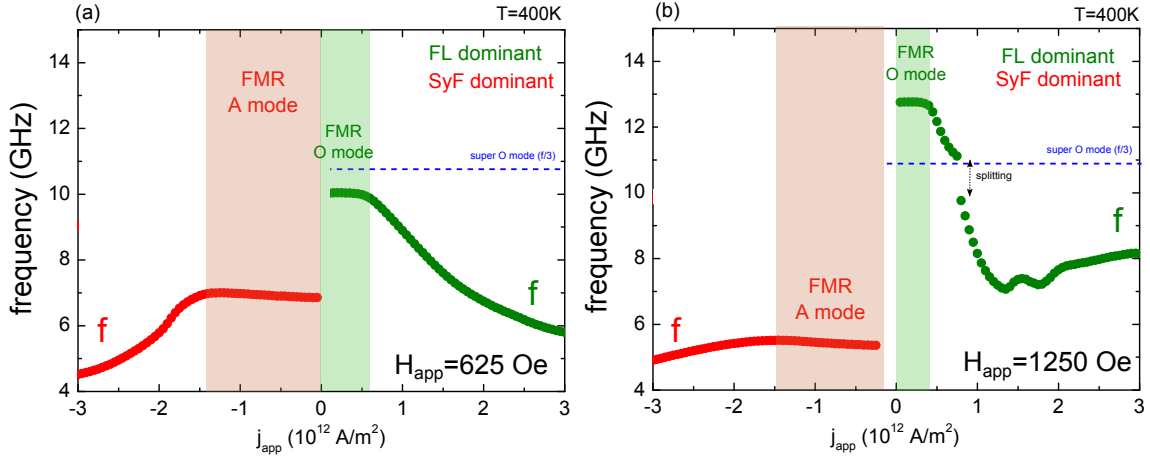 (a)
T=400K
14
12
10
8
6
4
frequency (GHz)
FMR
A mode
FMR
O mode
FL dominant
SyF dominant
super O mode (f/3)
f
f
H_app=625 Oe
-3 -2 -1 0 1 2 3
j_app (10^12 A/m^2)
(b)
T=400K
14
12
10
8
6
4
frequency (GHz)
FMR
O mode
FL dominant
SyF dominant
super O mode (f/3)
splitting
FMR
A mode
f
f
H_app=1250 Oe
-3 -2 -1 0 1 2 3
j_app (10^12 A/m^2)